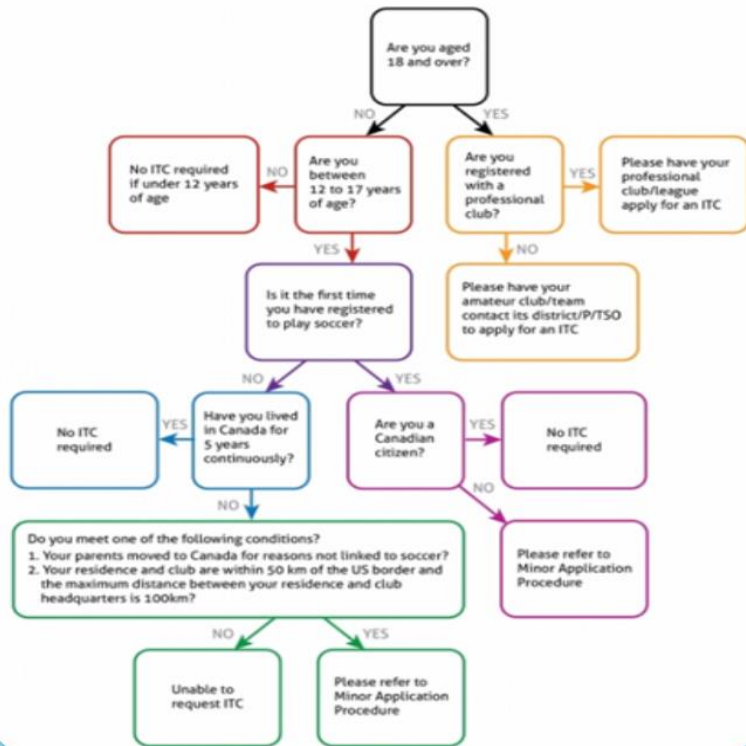 Are you aged
18 and over?
NO
YES
No ITC required
if under 12 years
of age
NO
Are you
between
12 to 17 years
of age?
Are you
registered
with a
professional
club?
YES
Please have your
professional
club/league
apply for an ITC
YES
NO
Is it the first time
you have registered
to play soccer?
Please have your
amateur club/team
contact its district/P/TSO
to apply for an ITC
NO
YES
No ITC
required
YES
Have you lived
in Canada for
5 years
continuously?
Are you a
Canadian
citizen?
YES
No ITC
required
NO
NO
Do you meet one of the following conditions?
1. Your parents moved to Canada for reasons not linked to soccer?
2. Your residence and club are within 50 km of the US border and
the maximum distance between your residence and club
headquarters is 100km?
Please refer to
Minor Application
Procedure
NO
YES
Unable to
request ITC
Please refer to
Minor Application
Procedure